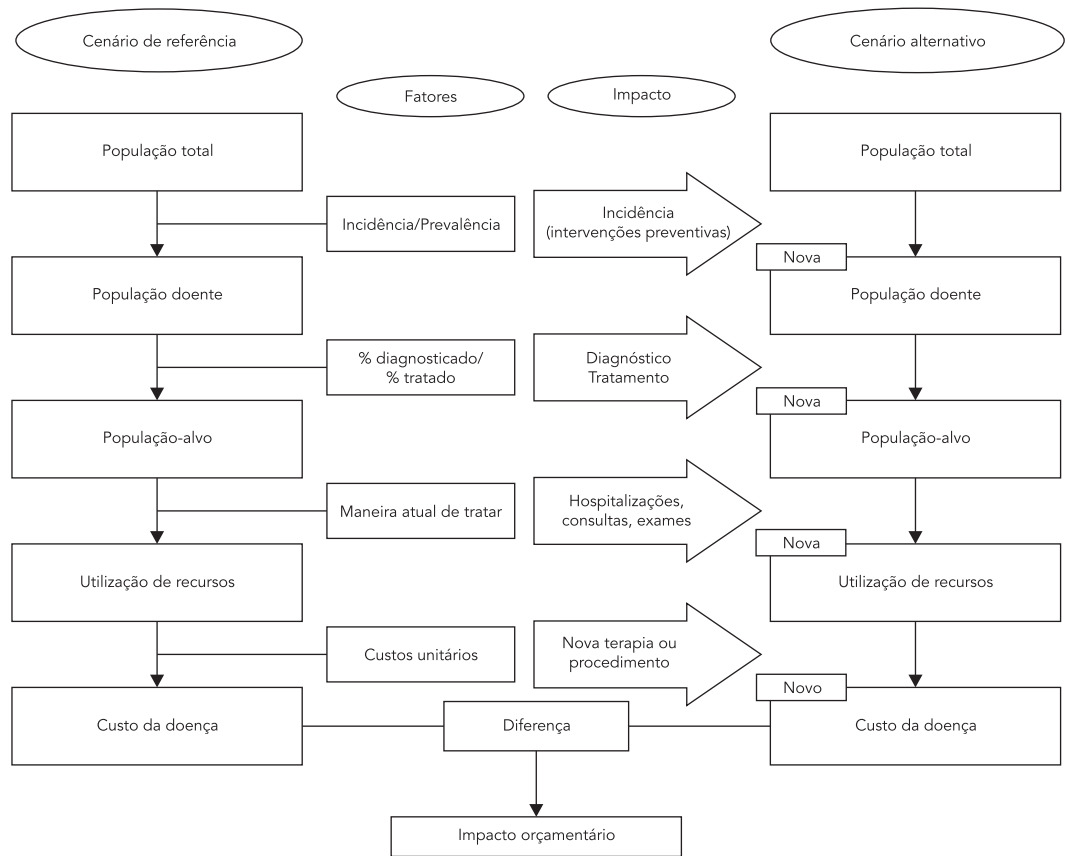 Cenário de referência
Cenário alternativo
Fatores
Impacto
População total
População total
Incidência/Prevalência
Incidência
(intervenções preventivas)
Nova
População doente
População doente
% diagnosticado/
% tratado
Diagnóstico
Tratamento
Nova
População-alvo
População-alvo
Maneira atual de tratar
Hospitalizações,
consultas, exames
Nova
Utilização de recursos
Utilização de recursos
Custos unitários
Nova terapia ou
procedimento
Novo
Custo da doença
Diferença
Custo da doença
Impacto orçamentário